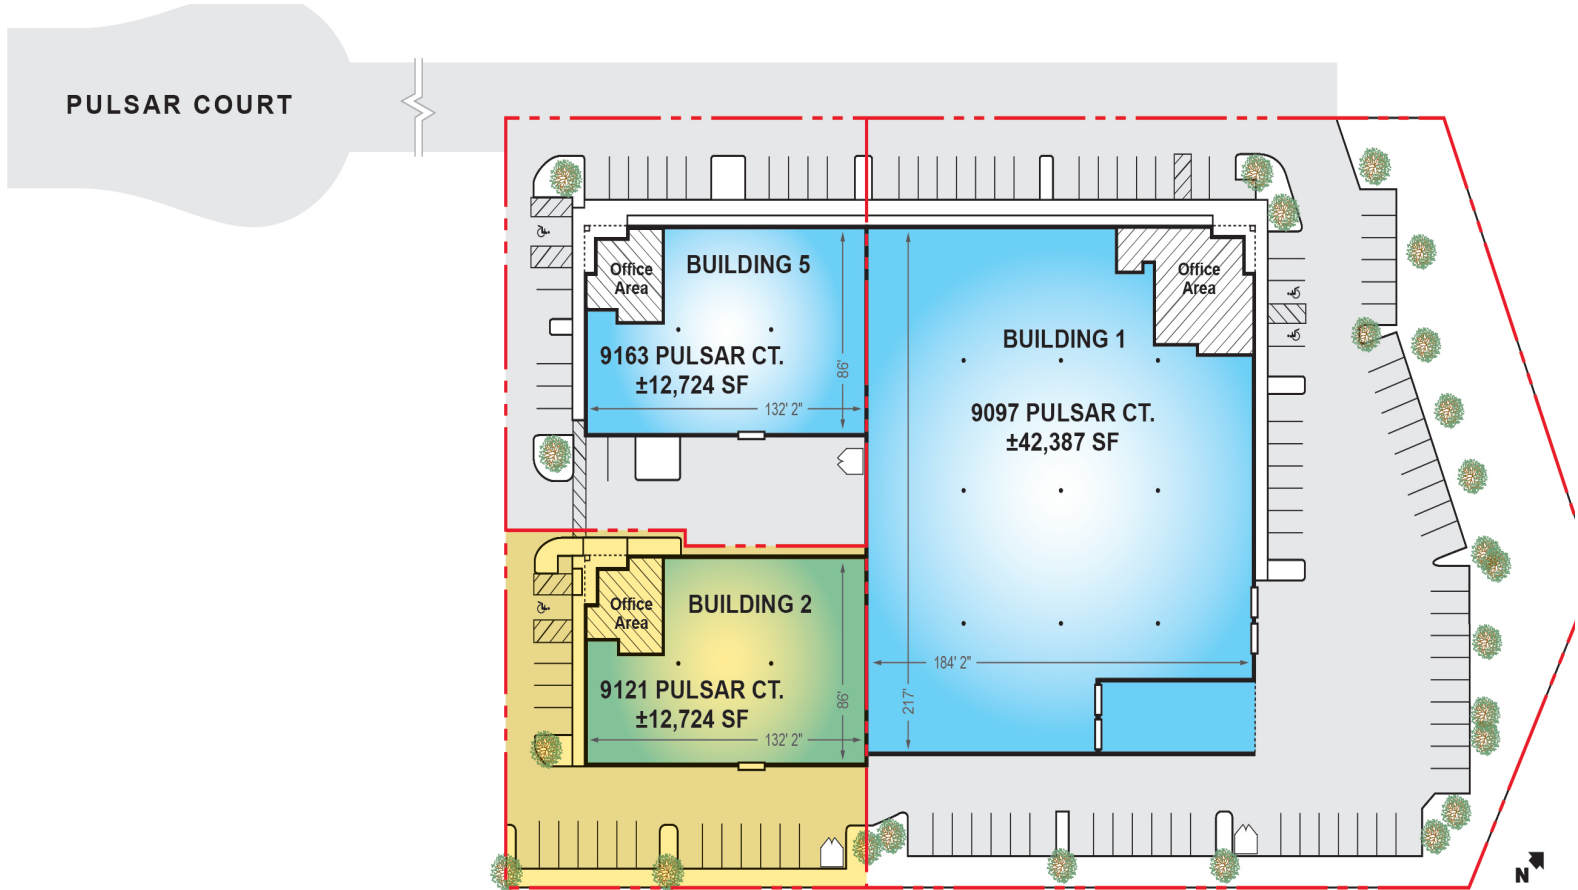 PULSAR COURT
Office
Area
BUILDING 5
86'
9163 PULSAR CT.
±12,724 SF
132' 2"
Office
Area
BUILDING 1
9097 PULSAR CT.
±42,387 SF
184' 2"
217'
Office
Area
BUILDING 2
86'
9121 PULSAR CT.
±12,724 SF
132' 2"
N